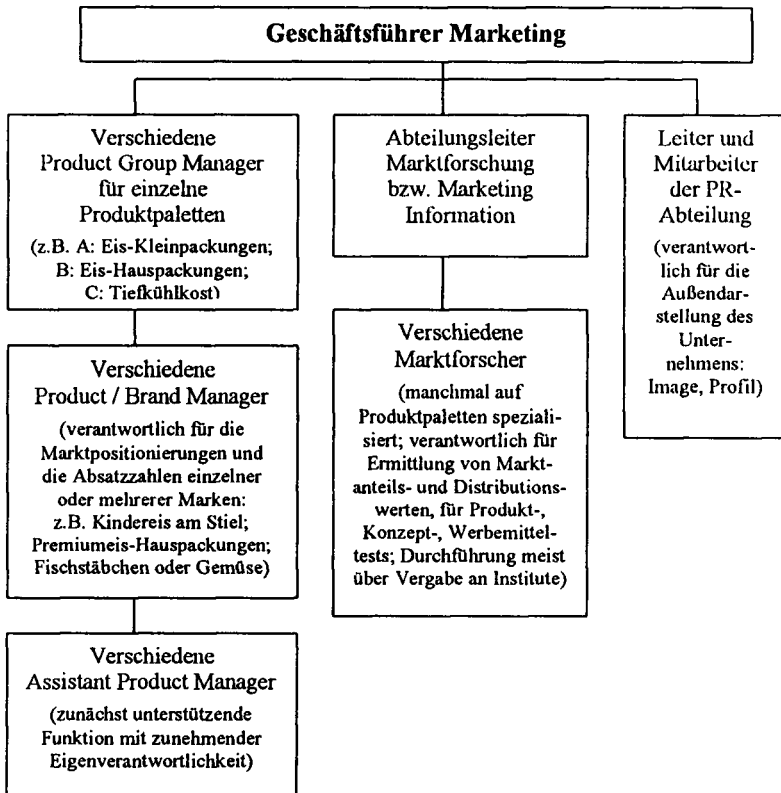 Geschäftsführer Marketing
Verschiedene
Product Group Manager
für einzelne
Produktpaletten
(z.B. A: Eis-Kleinpackungen;
B: Eis-Hauspackungen;
C: Tiefkühlkost)
Verschiedene
Product / Brand Manager
(verantwortlich für die
Marktpositionierungen und
die Absatzzahlen einzelner
oder mehrerer Marken:
z.B. Kindereis am Stiel;
Premiumeis-Hauspackungen;
Fischstäbchen oder Gemüse)
Verschiedene
Assistant Product Manager
(zunächst unterstützende
Funktion mit zunehmender
Eigenverantwortlichkeit)
Abteilungsleiter
Marktforschung
bzw. Marketing
Information
Verschiedene
Marktforscher
(manchmal auf
Produktpaletten speziali-
siert; verantwortlich für
Ermittlung von Markt-
anteils- und Distributions-
werten, für Produkt-,
Konzept-, Werbemittel-
tests; Durchführung meist
über Vergabe an Institute)
Leiter und
Mitarbeiter
der PR-
Abteilung
(verantwort-
lich für die
Außendar-
stellung des
Unter-
nehmens:
Image, Profil)